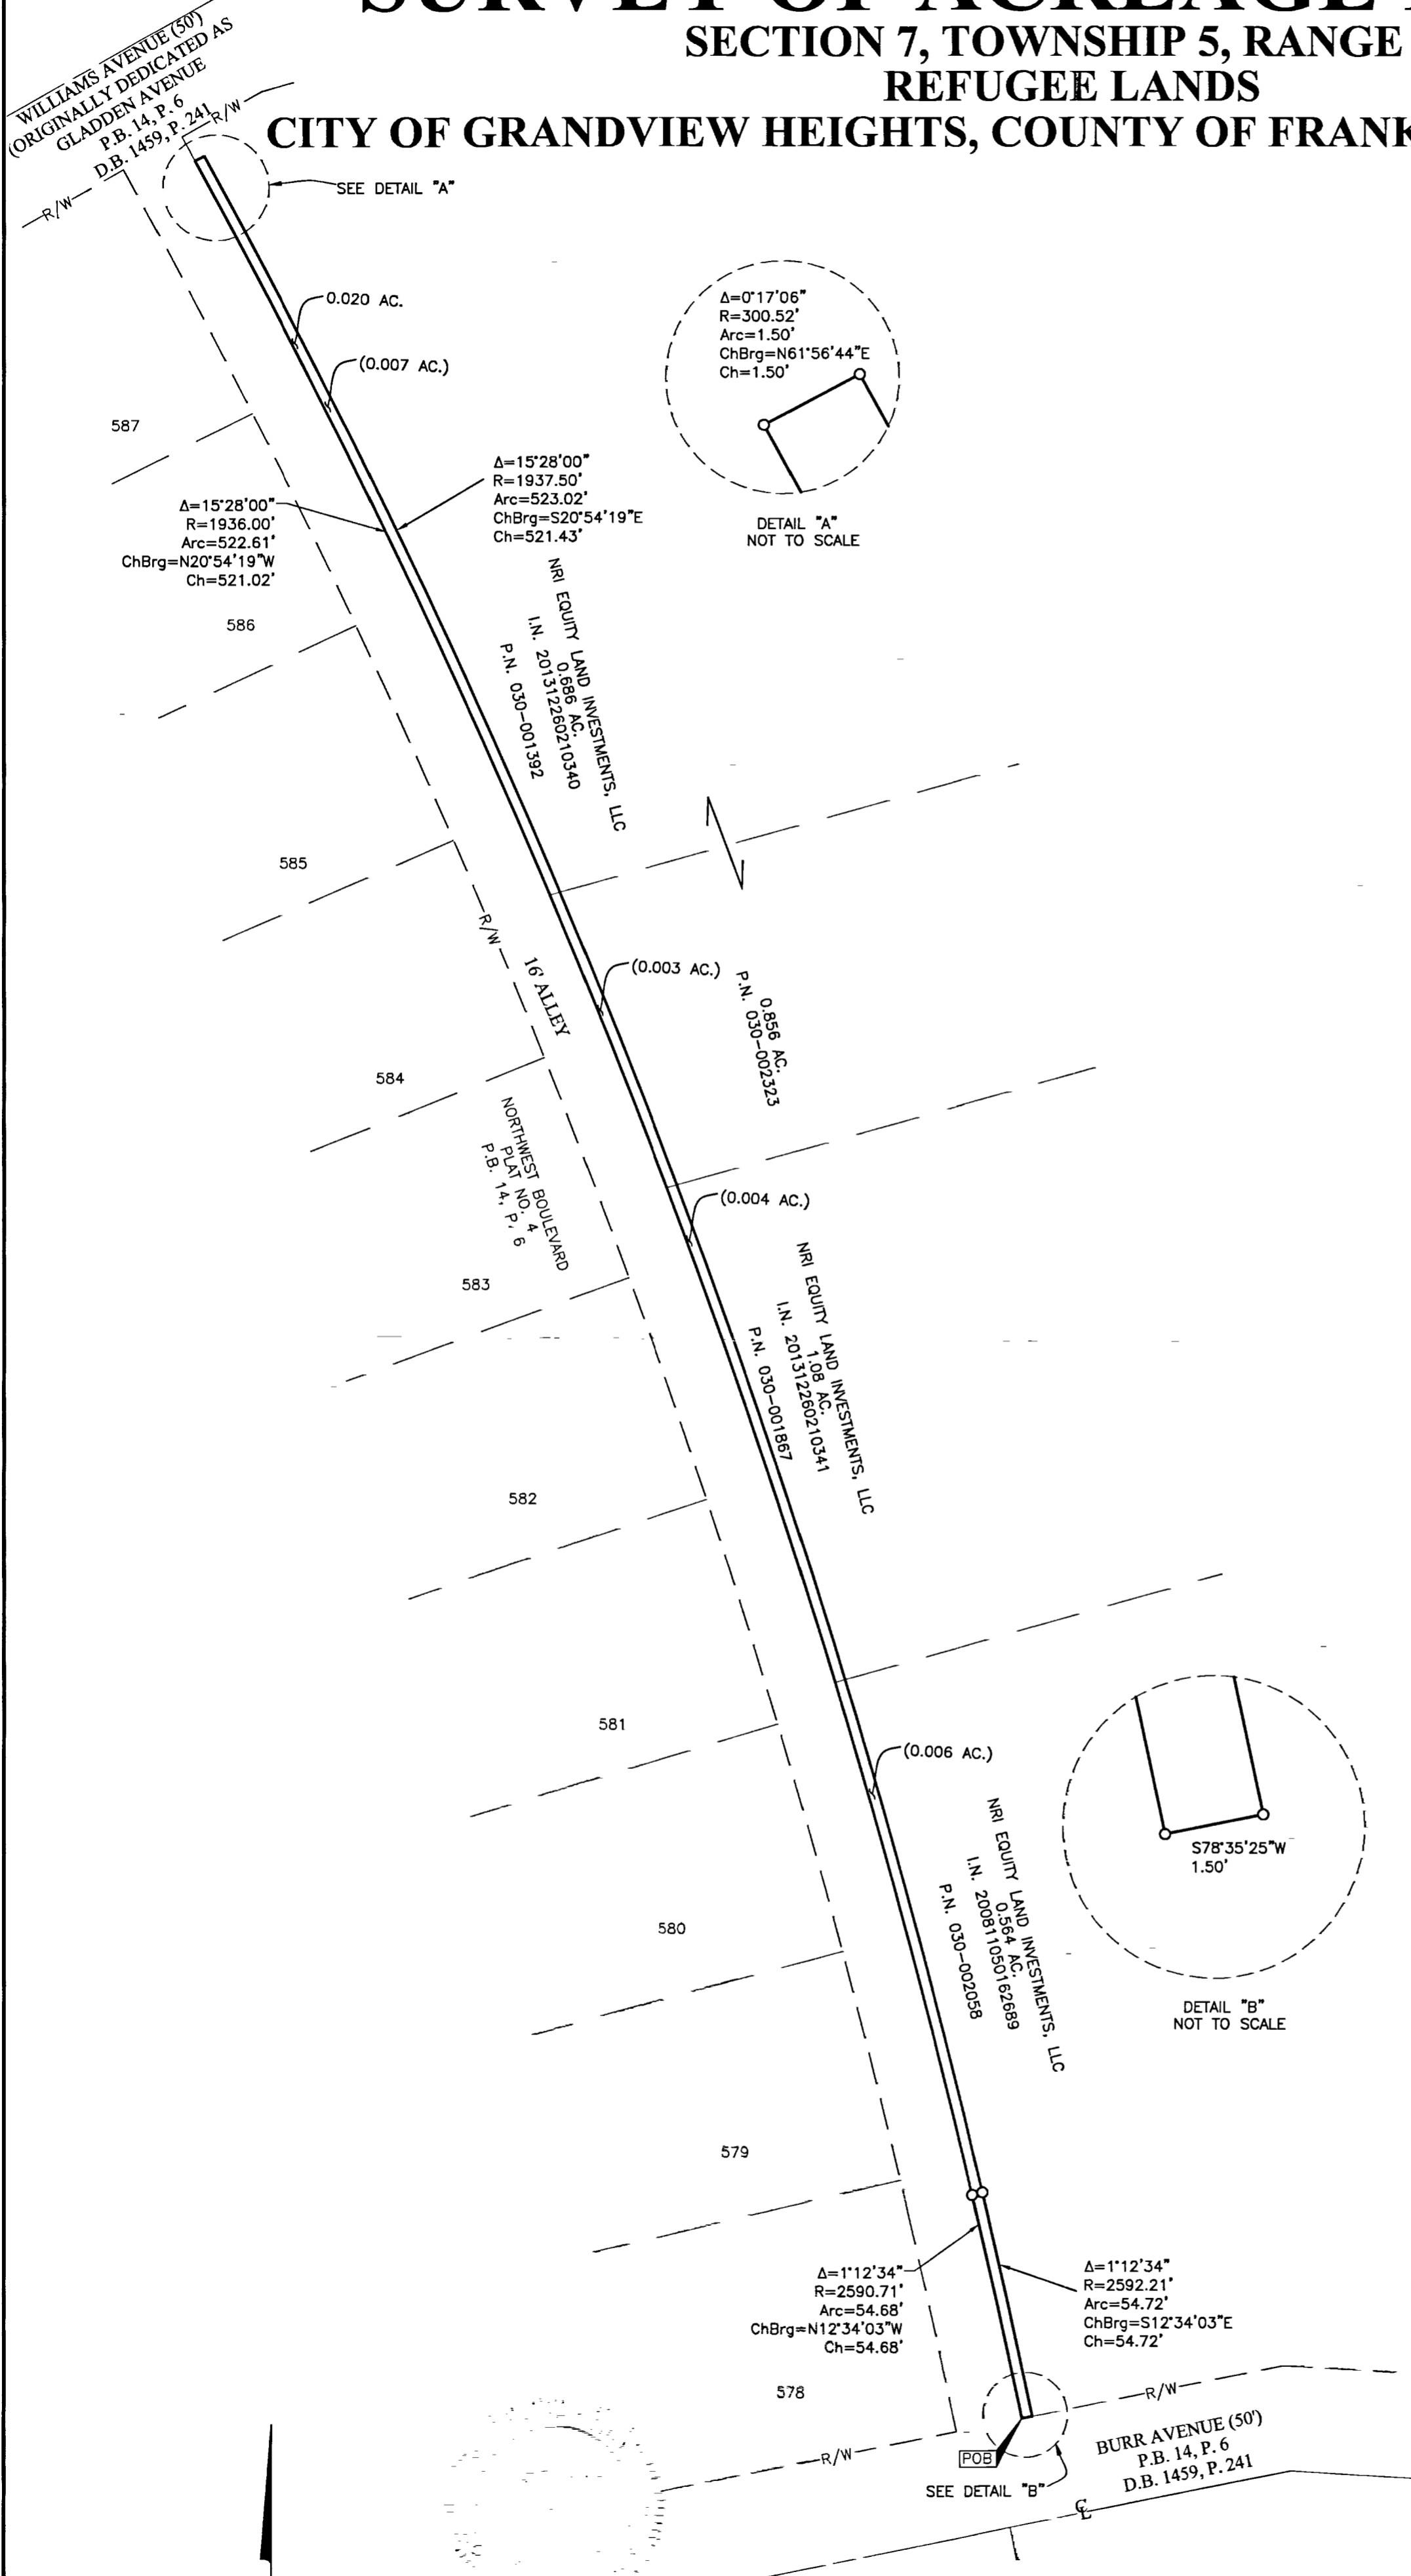 SURVEY OF ACREAGE
SECTION 7, TOWNSHIP 5, RANGE
REFUGEE LANDS
CITY OF GRANDVIEW HEIGHTS, COUNTY OF FRANK
WILLIAMS AVENUE (50')
(ORIGINALLY DEDICATED AS
GLADDEN AVENUE
P.B. 14, P. 6
D.B. 1459, P. 241
R/W
R/W
SEE DETAIL "A"
0.020 AC.
(0.007 AC.)
Δ=0°17'06"
R=300.52'
Arc=1.50'
ChBrg=N61°56'44"E
Ch=1.50'
DETAIL "A"
NOT TO SCALE
587
Δ=15°28'00"
R=1937.50'
Arc=523.02'
ChBrg=S20°54'19"E
Ch=521.43'
Δ=15°28'00"
R=1936.00'
Arc=522.61'
ChBrg=N20°54'19"W
Ch=521.02'
NRI EQUITY LAND INVESTMENTS, LLC
0.686 AC.
I.N. 201312260210340
P.N. 030-001392
586
585
R/W
16' ALLEY
(0.003 AC.)
0.856 AC.
P.N. 030-002323
584
NORTHWEST BOULEVARD
PLAT NO. 4
P.B. 14, P, 6
(0.004 AC.)
583
NRI EQUITY LAND INVESTMENTS, LLC
1.08 AC.
I.N. 201312260210341
P.N. 030-001867
582
581
(0.006 AC.)
NRI EQUITY LAND INVESTMENTS, LLC
0.564 AC.
I.N. 200811050162689
P.N. 030-002058
S78°35'25"W
1.50'
DETAIL "B"
NOT TO SCALE
580
579
Δ=1°12'34"
R=2590.71'
Arc=54.68'
ChBrg=N12°34'03"W
Ch=54.68'
Δ=1°12'34"
R=2592.21'
Arc=54.72'
ChBrg=S12°34'03"E
Ch=54.72'
578
R/W
R/W
POB
SEE DETAIL "B"
BURR AVENUE (50')
P.B. 14, P. 6
D.B. 1459, P. 241
CL